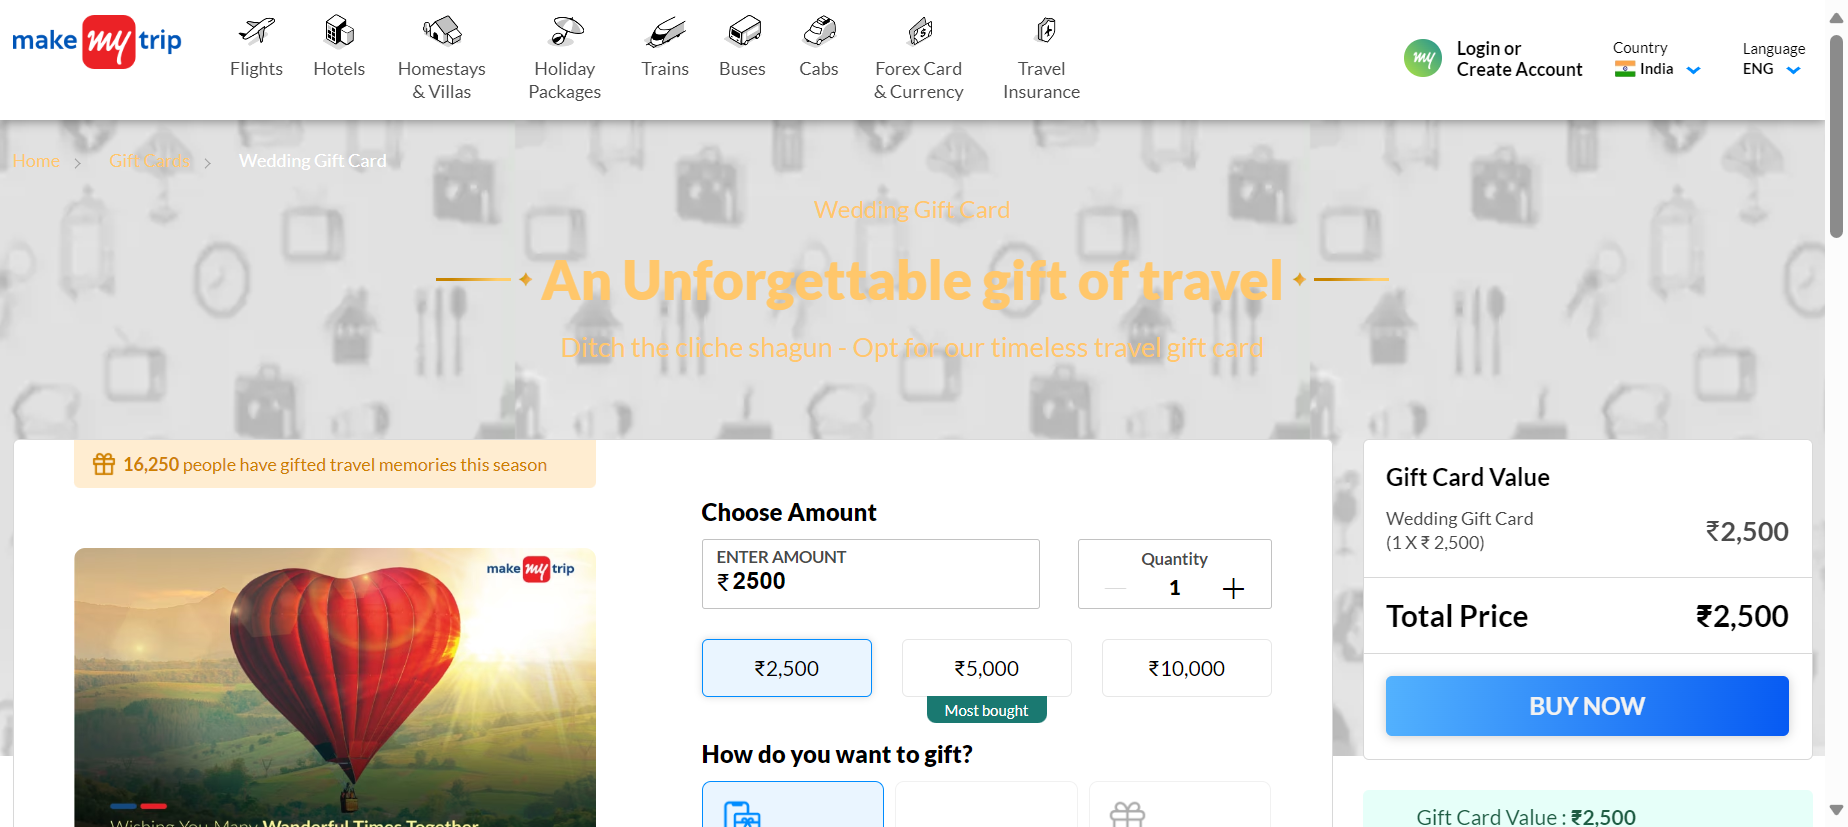 make my trip
Flights
Hotels
Homestays
& Villas
Holiday
Packages
Trains
Buses
Cabs
Forex Card
& Currency
Travel
Insurance
my
Login or
Create Account
Country
India
Language
ENG
Home
Gift Cards
Wedding Gift Card
Wedding Gift Card
An Unforgettable gift of travel
Ditch the cliche shagun - Opt for our timeless travel gift card
16,250 people have gifted travel memories this season
make my trip
Wishing You Many Wonderful Times Together
Choose Amount
ENTER AMOUNT
₹ 2500
Quantity
1
₹2,500
₹5,000
₹10,000
Most bought
How do you want to gift?
Gift Card Value
Wedding Gift Card
(1 X ₹ 2,500)
₹2,500
Total Price
₹2,500
BUY NOW
Gift Card Value : ₹2,500